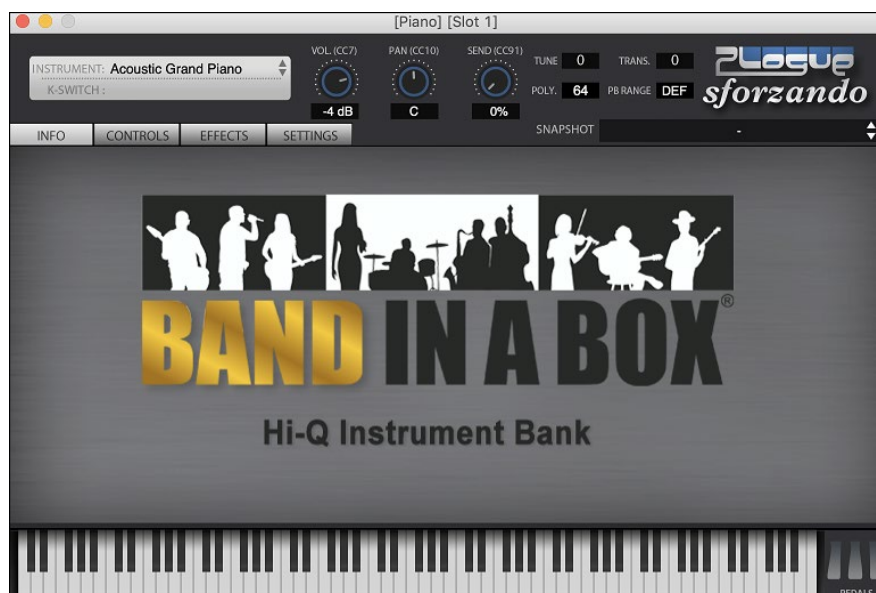 [Piano] [Slot 1]
INSTRUMENT: Acoustic Grand Piano
K-SWITCH :
VOL. (CC7)
-4 dB
PAN (CC10)
C
SEND (CC91)
0%
TUNE 0 TRANS. 0
POLY. 64 PB RANGE DEF
Plogue
sforzando
SNAPSHOT -
INFO CONTROLS EFFECTS SETTINGS
BAND IN A BOX®
Hi-Q Instrument Bank
PEDALS